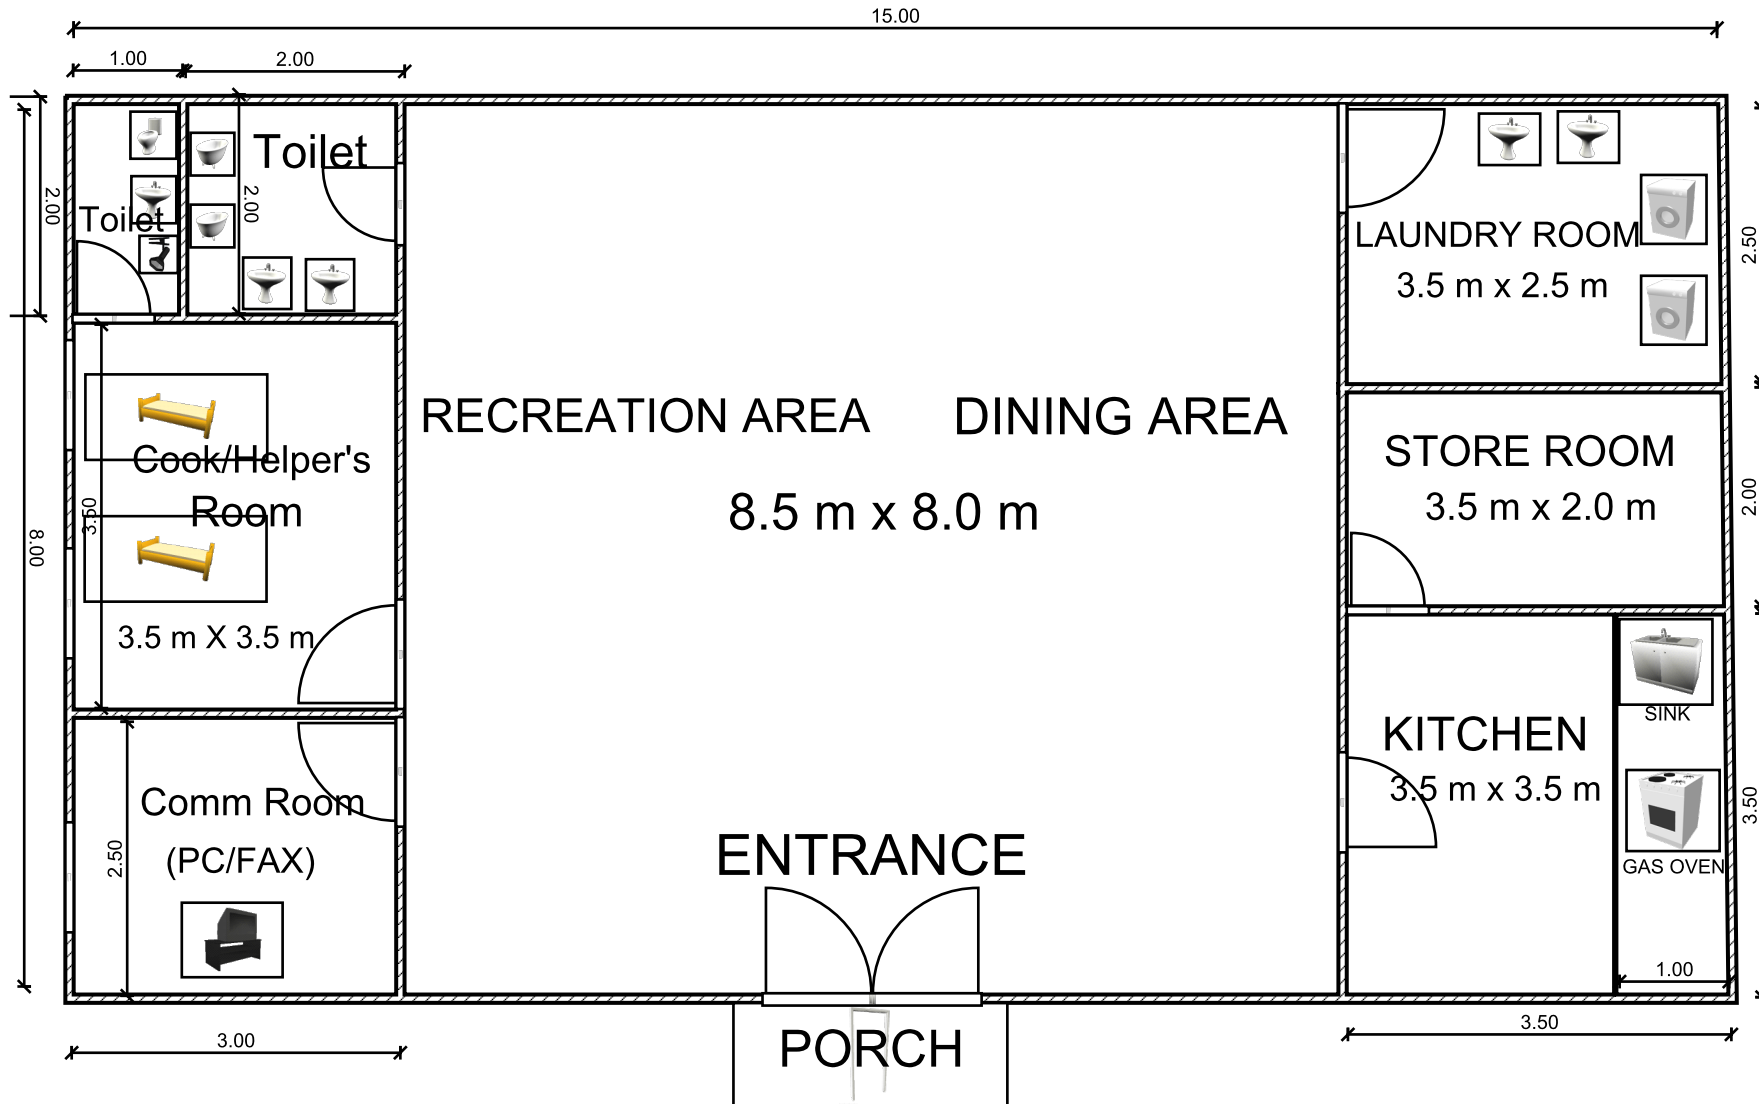 15.00
1.00
2.00
Toilet
2.00
2.00
Toilet
LAUNDRY ROOM
3.5 m x 2.5 m
2.50
RECREATION AREA
DINING AREA
8.5 m x 8.0 m
Cook/Helper's
Room
3.50
8.00
3.5 m X 3.5 m
STORE ROOM
3.5 m x 2.0 m
2.00
SINK
KITCHEN
3.5 m x 3.5 m
3.50
GAS OVEN
Comm Room
(PC/FAX)
2.50
ENTRANCE
1.00
PORCH
3.00
3.50